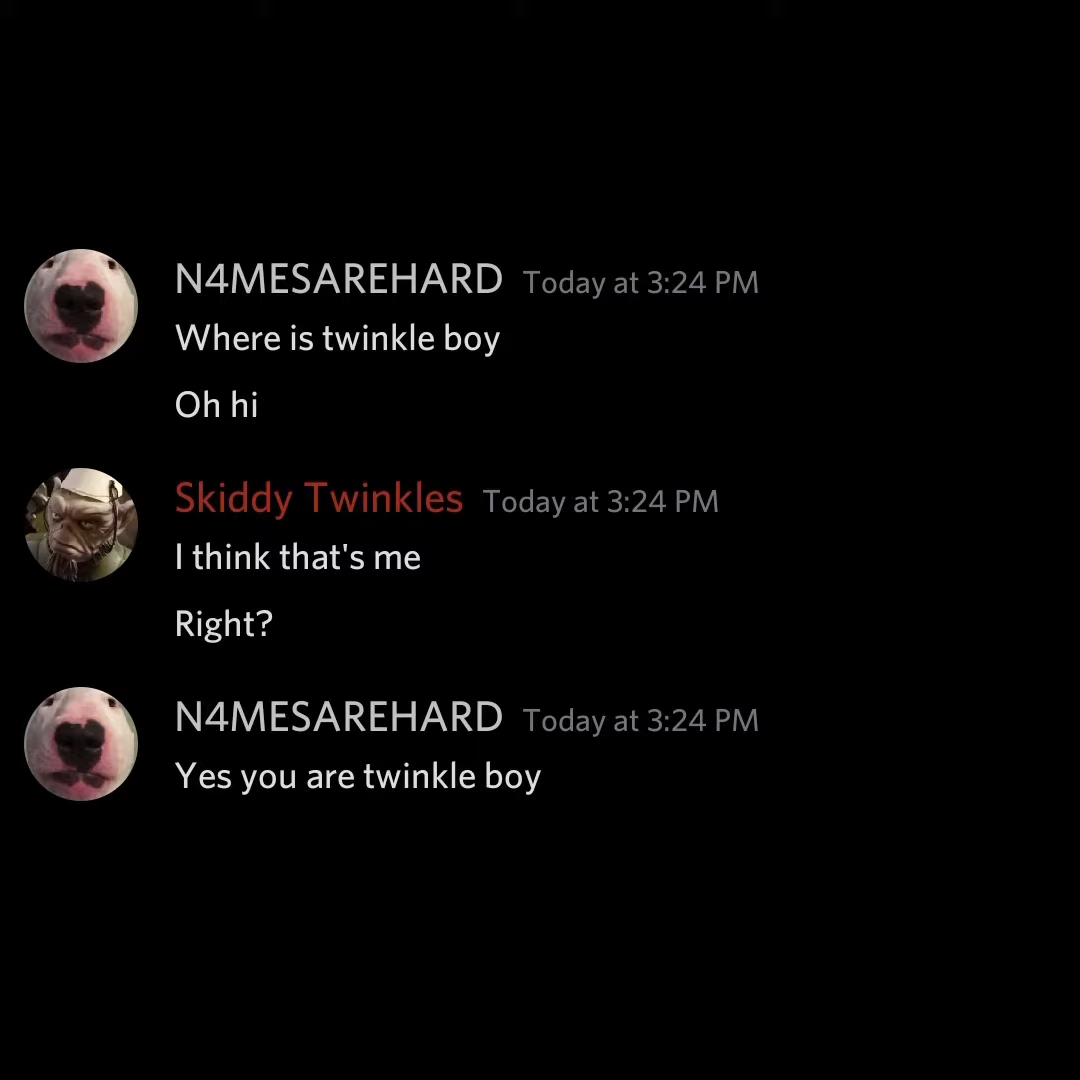 N4MESAREHARD Today at 3:24 PM
Where is twinkle boy
Oh hi
Skiddy Twinkles Today at 3:24 PM
I think that's me
Right?
N4MESAREHARD Today at 3:24 PM
Yes you are twinkle boy